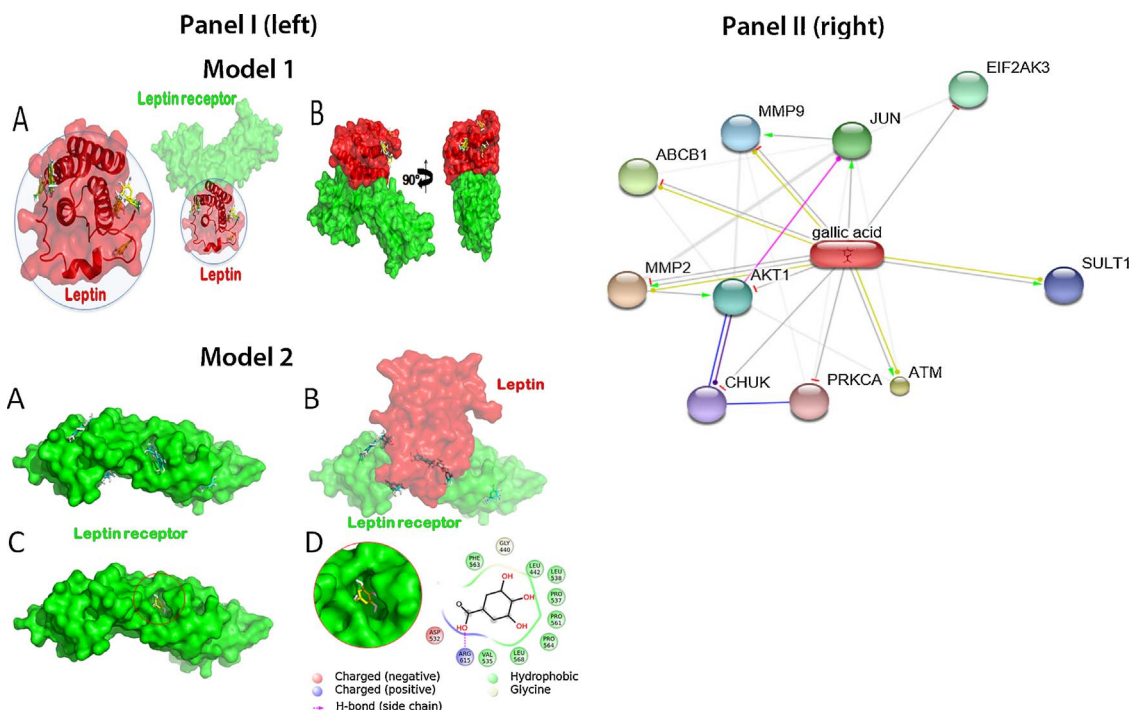 Panel I (left)
Model 1
A
Leptin receptor
Leptin
Leptin
B
90°
Model 2
A
B
Leptin
Leptin receptor
Leptin receptor
C
D
PHE
563
GLY
440
LEU
442
LEU
538
PRO
537
PRO
561
PRO
564
LEU
568
VAL
535
ARG
615
ASP
532
OH
OH
OH
O
HO
Charged (negative)
Charged (positive)
H-bond (side chain)
Hydrophobic
Glycine
Panel II (right)
EIF2AK3
MMP9
JUN
ABCB1
gallic acid
MMP2
AKT1
SULT1
CHUK
PRKCA
ATM